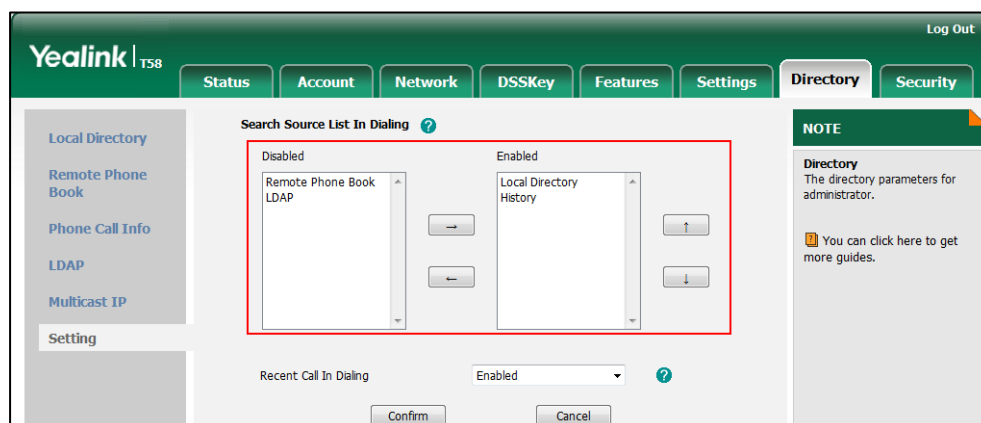 Log Out
Yealink | T58
Status Account Network DSSKey Features Settings Directory Security
Local Directory
Remote Phone
Book
Phone Call Info
LDAP
Multicast IP
Setting
Search Source List In Dialing ?
Disabled
Remote Phone Book
LDAP
→
←
Enabled
Local Directory
History
↑
↓
Recent Call In Dialing Enabled ?
Confirm Cancel
NOTE
Directory
The directory parameters for
administrator.
? You can click here to get
more guides.